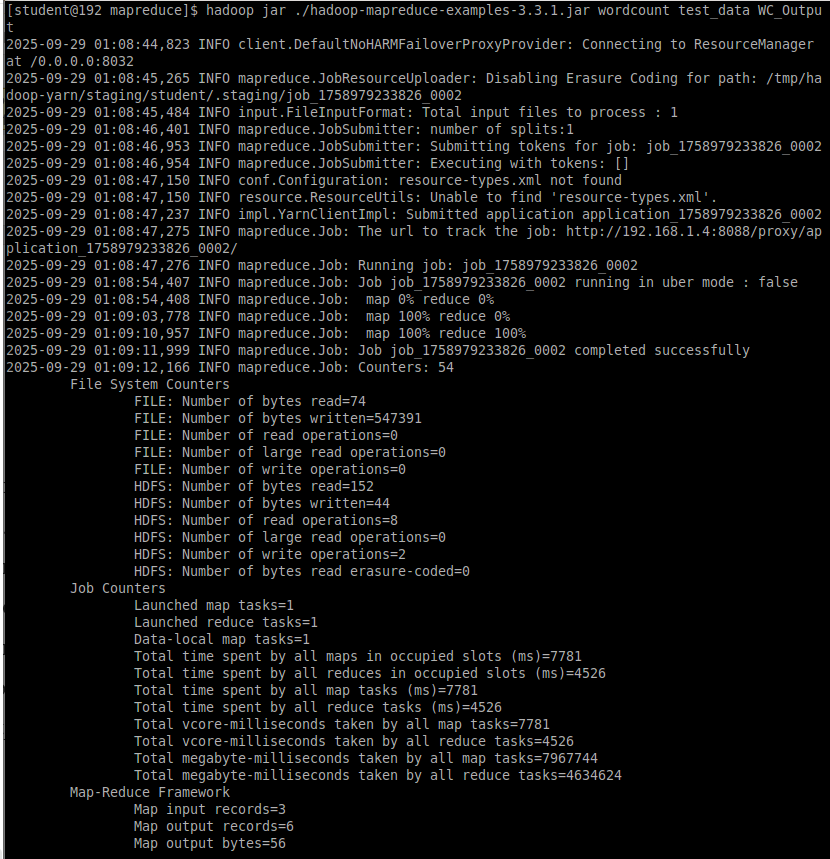 [student@192 mapreduce]$ hadoop jar ./hadoop-mapreduce-examples-3.3.1.jar wordcount test_data WC_Outpu
t
2025-09-29 01:08:44,823 INFO client.DefaultNoHARMFailoverProxyProvider: Connecting to ResourceManager
at /0.0.0.0:8032
2025-09-29 01:08:45,265 INFO mapreduce.JobResourceUploader: Disabling Erasure Coding for path: /tmp/ha
doop-yarn/staging/student/.staging/job_1758979233826_0002
2025-09-29 01:08:45,484 INFO input.FileInputFormat: Total input files to process : 1
2025-09-29 01:08:46,401 INFO mapreduce.JobSubmitter: number of splits:1
2025-09-29 01:08:46,953 INFO mapreduce.JobSubmitter: Submitting tokens for job: job_1758979233826_0002
2025-09-29 01:08:46,954 INFO mapreduce.JobSubmitter: Executing with tokens: []
2025-09-29 01:08:47,150 INFO conf.Configuration: resource-types.xml not found
2025-09-29 01:08:47,150 INFO resource.ResourceUtils: Unable to find 'resource-types.xml'.
2025-09-29 01:08:47,237 INFO impl.YarnClientImpl: Submitted application application_1758979233826_0002
2025-09-29 01:08:47,275 INFO mapreduce.Job: The url to track the job: http://192.168.1.4:8088/proxy/ap
plication_1758979233826_0002/
2025-09-29 01:08:47,276 INFO mapreduce.Job: Running job: job_1758979233826_0002
2025-09-29 01:08:54,407 INFO mapreduce.Job: Job job_1758979233826_0002 running in uber mode : false
2025-09-29 01:08:54,408 INFO mapreduce.Job:  map 0% reduce 0%
2025-09-29 01:09:03,778 INFO mapreduce.Job:  map 100% reduce 0%
2025-09-29 01:09:10,957 INFO mapreduce.Job:  map 100% reduce 100%
2025-09-29 01:09:11,999 INFO mapreduce.Job: Job job_1758979233826_0002 completed successfully
2025-09-29 01:09:12,166 INFO mapreduce.Job: Counters: 54
File System Counters
FILE: Number of bytes read=74
FILE: Number of bytes written=547391
FILE: Number of read operations=0
FILE: Number of large read operations=0
FILE: Number of write operations=0
HDFS: Number of bytes read=152
HDFS: Number of bytes written=44
HDFS: Number of read operations=8
HDFS: Number of large read operations=0
HDFS: Number of write operations=2
HDFS: Number of bytes read erasure-coded=0
Job Counters
Launched map tasks=1
Launched reduce tasks=1
Data-local map tasks=1
Total time spent by all maps in occupied slots (ms)=7781
Total time spent by all reduces in occupied slots (ms)=4526
Total time spent by all map tasks (ms)=7781
Total time spent by all reduce tasks (ms)=4526
Total vcore-milliseconds taken by all map tasks=7781
Total vcore-milliseconds taken by all reduce tasks=4526
Total megabyte-milliseconds taken by all map tasks=7967744
Total megabyte-milliseconds taken by all reduce tasks=4634624
Map-Reduce Framework
Map input records=3
Map output records=6
Map output bytes=56